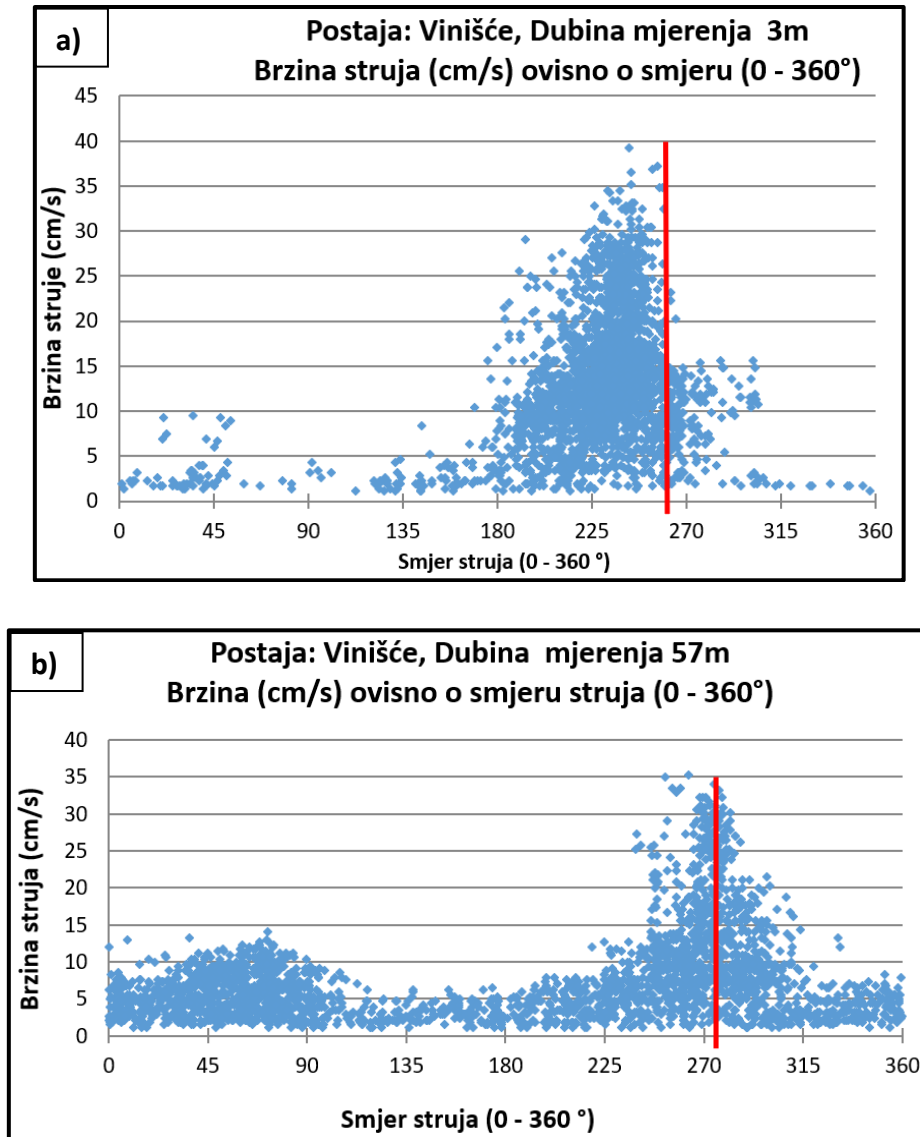 a)
Postaja: Vinišće, Dubina mjerenja 3m
Brzina struja (cm/s) ovisno o smjeru (0 - 360°)
Brzina struje (cm/s)
45
40
35
30
25
20
15
10
5
0
0 45 90 135 180 225 270 315 360
Smjer struja (0 - 360 °)
b)
Postaja: Vinišće, Dubina mjerenja 57m
Brzina (cm/s) ovisno o smjeru struja (0 - 360°)
Brzina struja (cm/s)
40
35
30
25
20
15
10
5
0
0 45 90 135 180 225 270 315 360
Smjer struja (0 - 360 °)